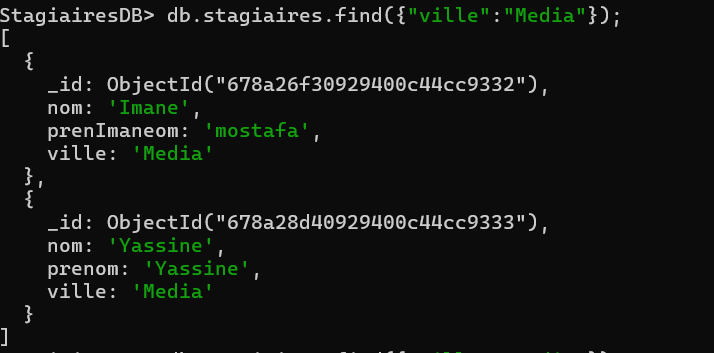 StagiairesDB> db.stagiaires.find({"ville":"Media"});
[
  {
    _id: ObjectId("678a26f30929400c44cc9332"),
    nom: 'Imane',
    prenImaneom: 'mostafa',
    ville: 'Media'
  },
  {
    _id: ObjectId("678a28d40929400c44cc9333"),
    nom: 'Yassine',
    prenom: 'Yassine',
    ville: 'Media'
  }
]